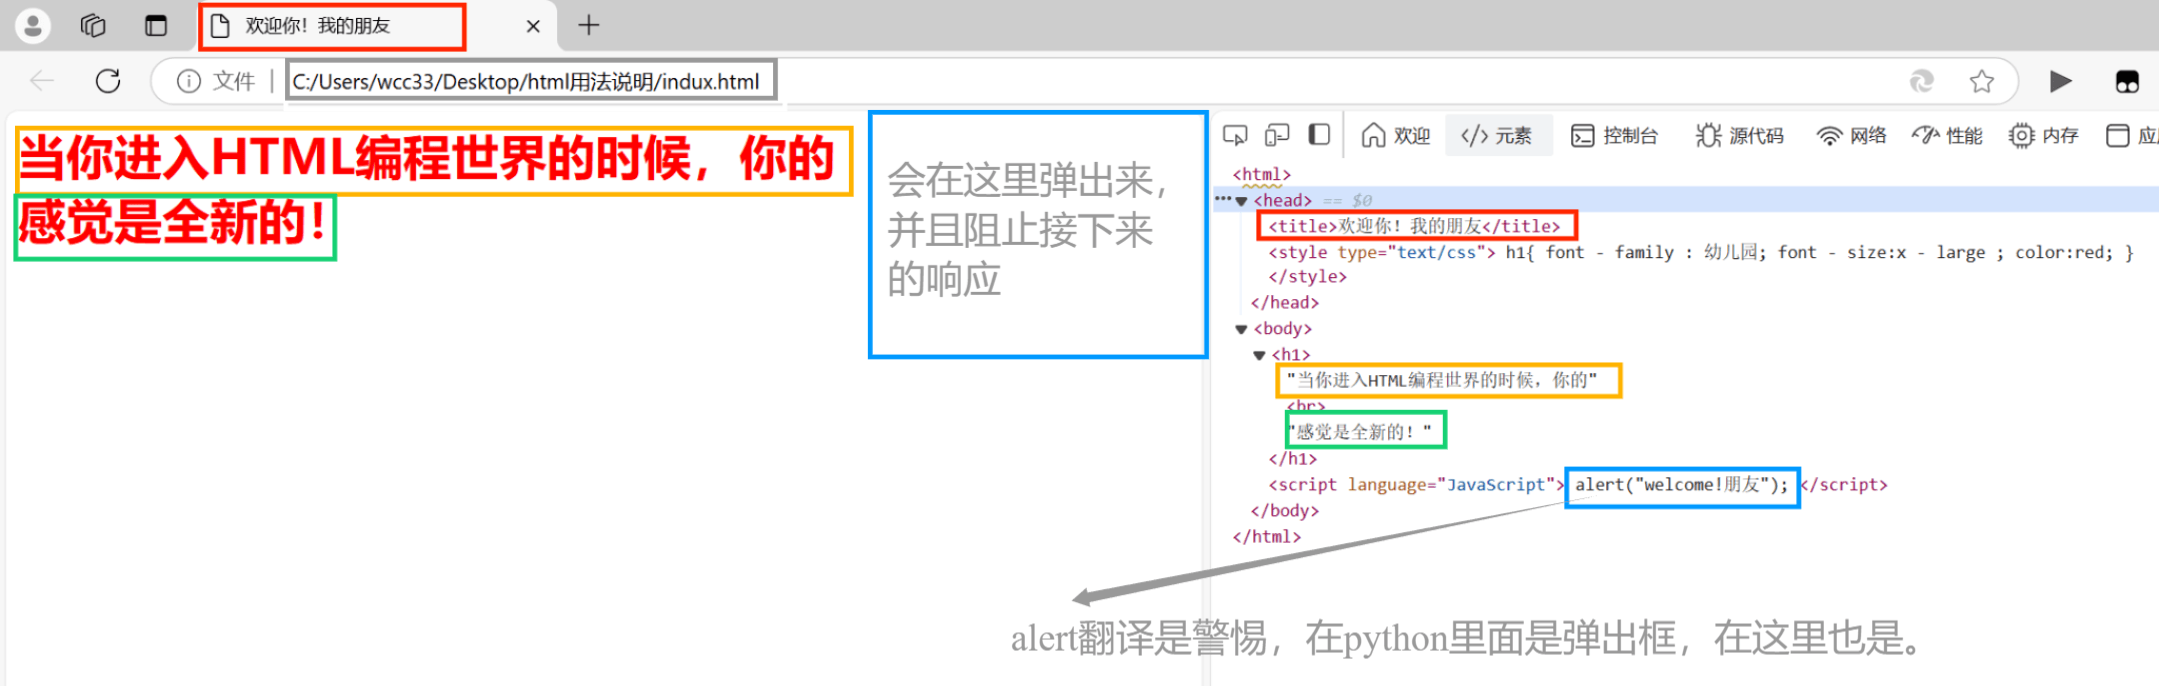 欢迎你！我的朋友
文件
C:/Users/wcc33/Desktop/html用法说明/indux.html
当你进入HTML编程世界的时候，你的
感觉是全新的！
会在这里弹出来，
并且阻止接下来
的响应
欢迎 元素 控制台 源代码 网络 性能 内存 应
<html>
<head> == $0
<title>欢迎你！我的朋友</title>
<style type="text/css"> h1{ font - family : 幼儿园; font - size:x - large ; color:red; }
</style>
</head>
<body>
<h1>
"当你进入HTML编程世界的时候，你的"
<br>
"感觉是全新的！"
</h1>
<script language="JavaScript"> alert("welcome!朋友"); </script>
</body>
</html>
alert翻译是警惕，在python里面是弹出框，在这里也是。